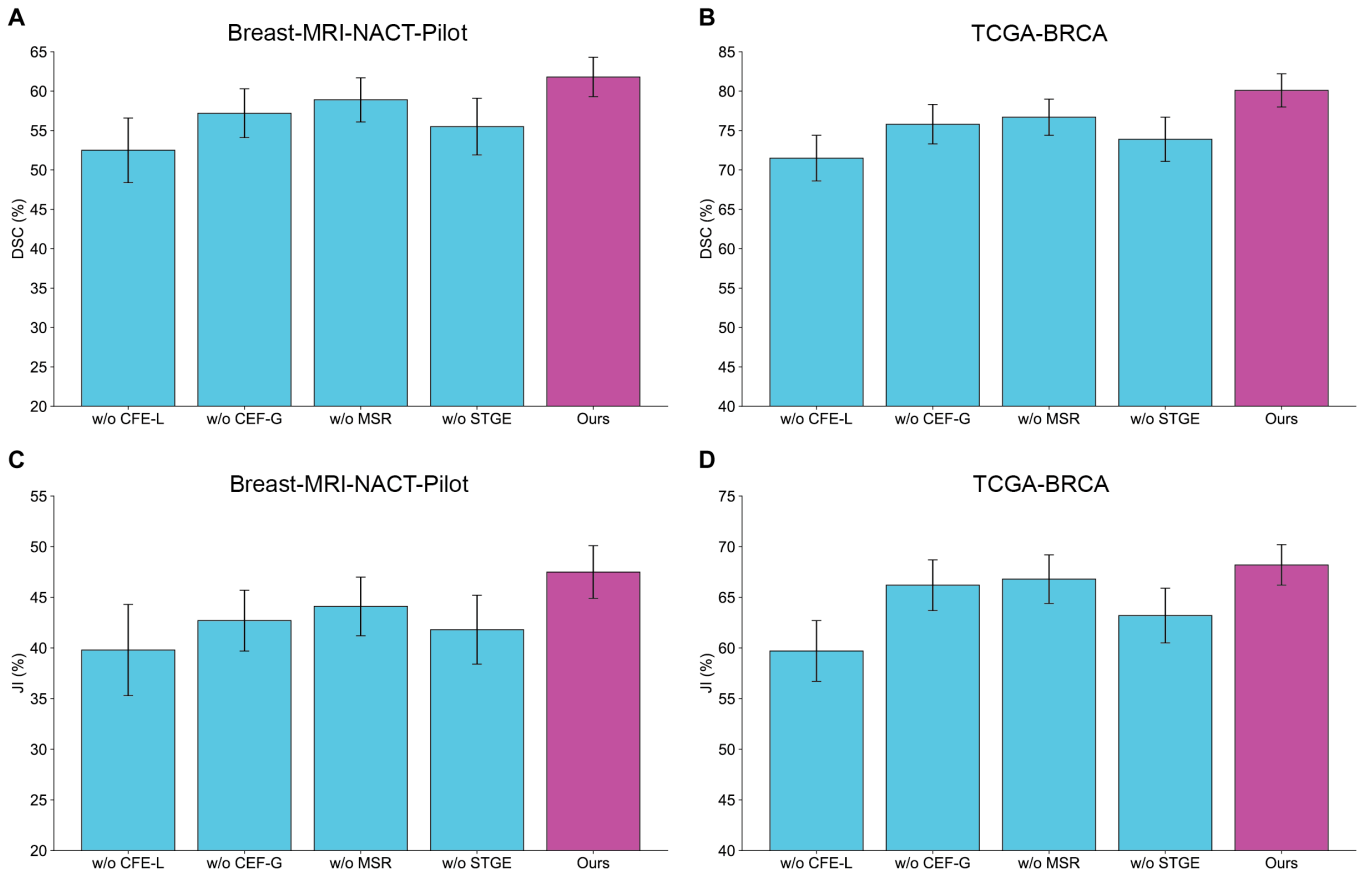 A
Breast-MRI-NACT-Pilot
DSC (%)
65
60
55
50
45
40
35
30
25
20
w/o CFE-L
w/o CEF-G
w/o MSR
w/o STGE
Ours
B
TCGA-BRCA
DSC (%)
85
80
75
70
65
60
55
50
45
40
w/o CFE-L
w/o CEF-G
w/o MSR
w/o STGE
Ours
C
Breast-MRI-NACT-Pilot
JI (%)
55
50
45
40
35
30
25
20
w/o CFE-L
w/o CEF-G
w/o MSR
w/o STGE
Ours
D
TCGA-BRCA
JI (%)
75
70
65
60
55
50
45
40
w/o CFE-L
w/o CEF-G
w/o MSR
w/o STGE
Ours